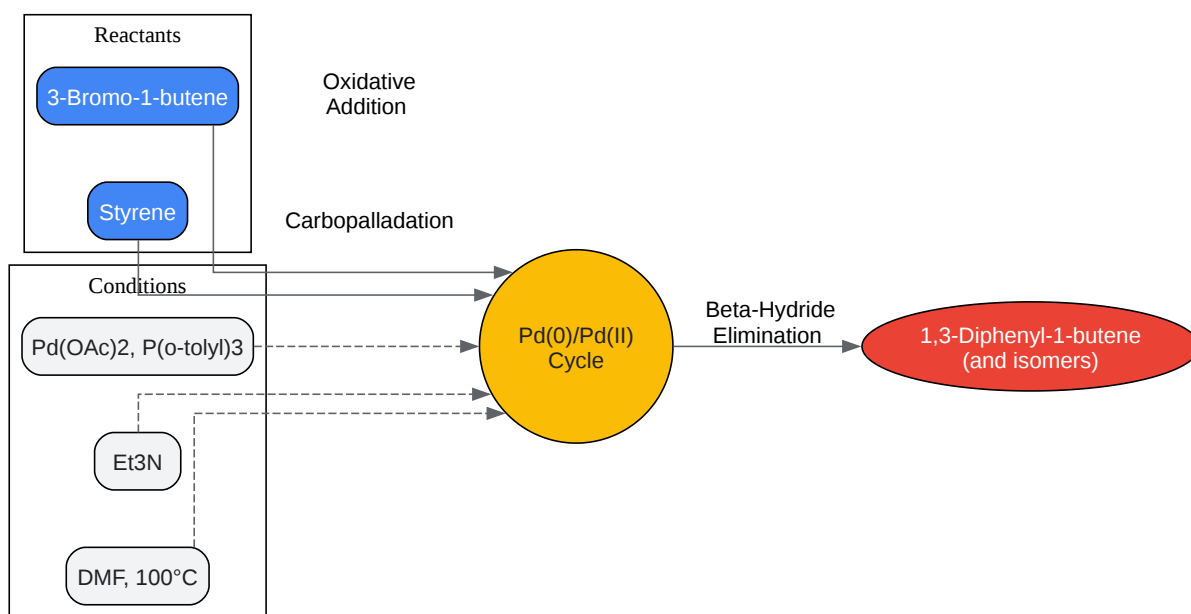 Reactants
3-Bromo-1-butene
Styrene
Oxidative
Addition
Carbopalladation
Conditions
Pd(OAc)2, P(o-tolyl)3
Et3N
DMF, 100°C
Pd(0)/Pd(II)
Cycle
Beta-Hydride
Elimination
1,3-Diphenyl-1-butene
(and isomers)